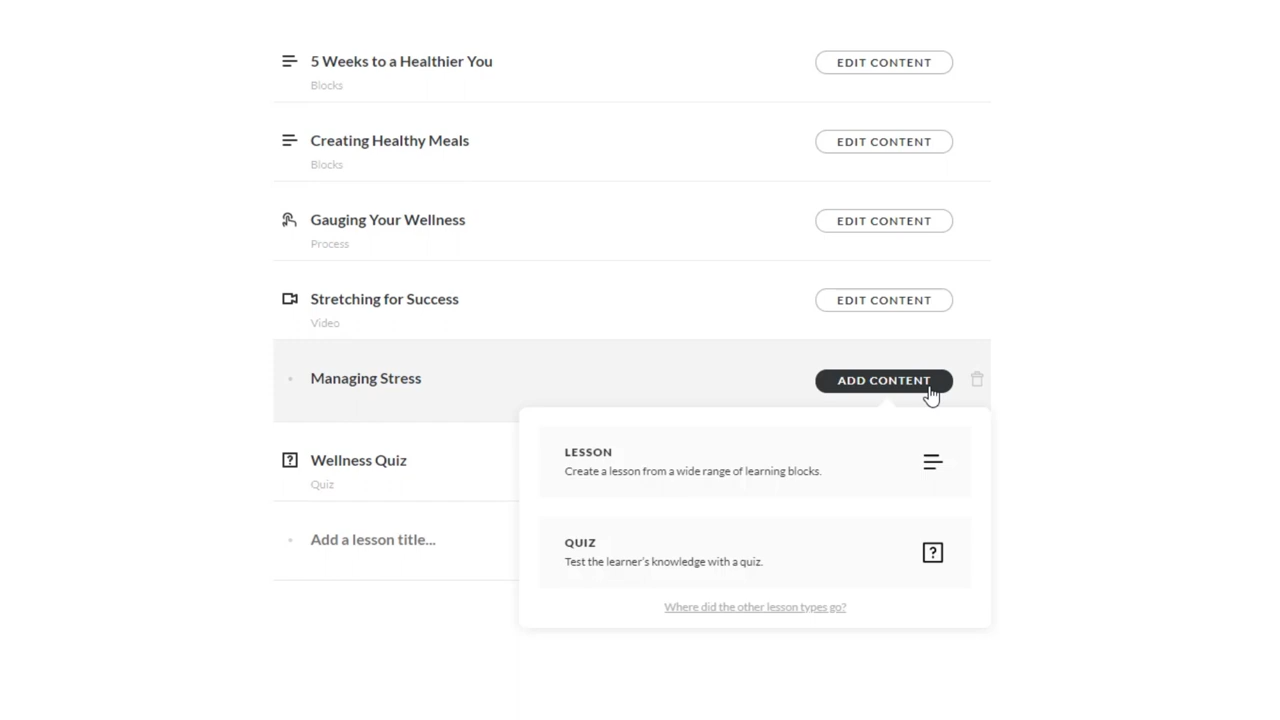 5 Weeks to a Healthier You
EDIT CONTENT
Blocks
Creating Healthy Meals
EDIT CONTENT
Blocks
Gauging Your Wellness
EDIT CONTENT
Process
Stretching for Success
EDIT CONTENT
Video
Managing Stress
ADD CONTENT
LESSON
Create a lesson from a wide range of learning blocks.
Wellness Quiz
Quiz
Add a lesson title...
QUIZ
Test the learner's knowledge with a quiz.
Where did the other lesson types go?